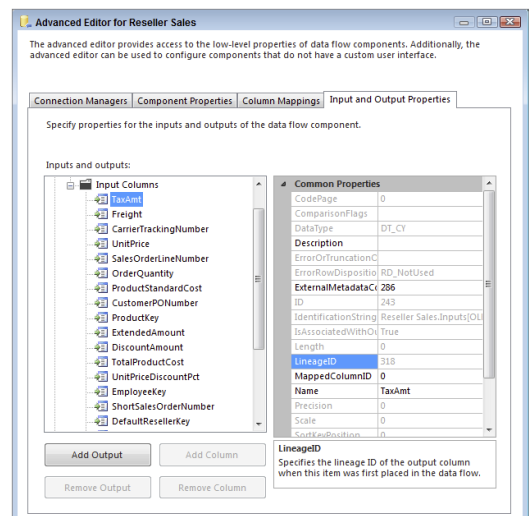 Advanced Editor for Reseller Sales
The advanced editor provides access to the low-level properties of data flow components. Additionally, the
advanced editor can be used to configure components that do not have a custom user interface.
Connection Managers Component Properties Column Mappings Input and Output Properties
Specify properties for the inputs and outputs of the data flow component.
Inputs and outputs:
Input Columns
TaxAmt
Freight
CarrierTrackingNumber
UnitPrice
SalesOrderLineNumber
OrderQuantity
ProductStandardCost
CustomerPONumber
ProductKey
ExtendedAmount
DiscountAmount
TotalProductCost
UnitPriceDiscountPct
EmployeeKey
ShortSalesOrderNumber
DefaultResellerKey
Common Properties
CodePage 0
ComparisonFlags
DataType DT_CY
Description
ErrorOrTruncationC
ErrorRowDispositio RD_NotUsed
ExternalMetadataCo 286
ID 243
IdentificationString Reseller Sales.Inputs[OL
IsAssociatedWithOu True
Length 0
LineageID 318
MappedColumnID 0
Name TaxAmt
Precision 0
Scale 0
SortKeyPosition 0
Add Output Add Column
Remove Output Remove Column
LineageID
Specifies the lineage ID of the output column
when this item was first placed in the data flow.